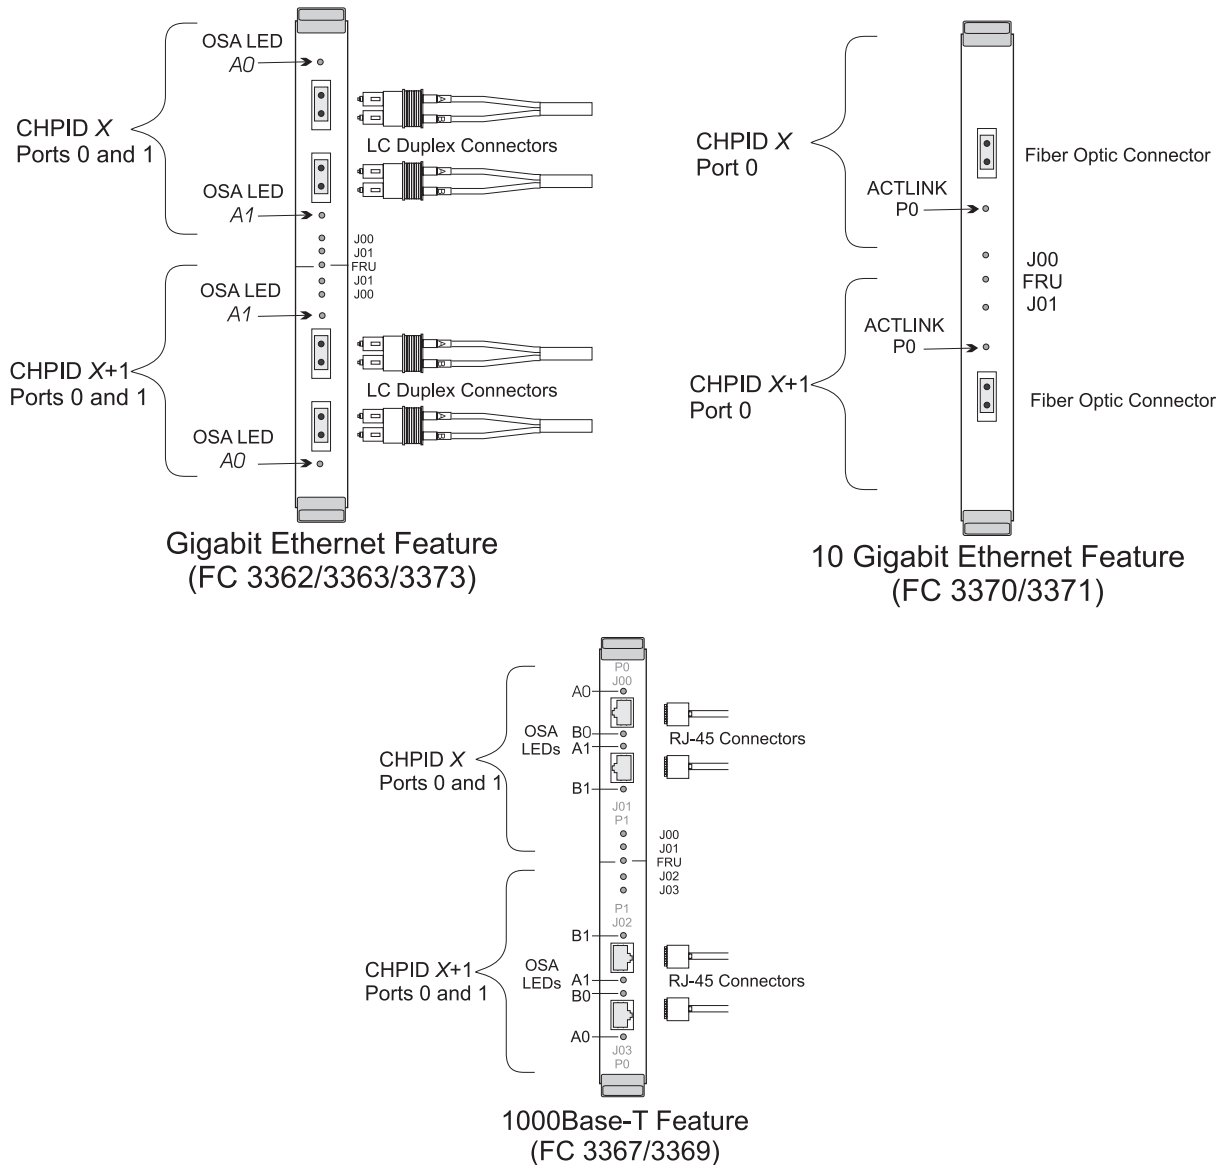 OSA LED
A0
CHPID X
Ports 0 and 1
LC Duplex Connectors
OSA LED
A1
J00
J01
FRU
J01
J00
OSA LED
A1
CHPID X+1
Ports 0 and 1
LC Duplex Connectors
OSA LED
A0
Gigabit Ethernet Feature
(FC 3362/3363/3373)
CHPID X
Port 0
Fiber Optic Connector
ACTLINK
P0
J00
FRU
J01
ACTLINK
P0
CHPID X+1
Port 0
Fiber Optic Connector
10 Gigabit Ethernet Feature
(FC 3370/3371)
P0
J00
A0
OSA
LEDs
B0
A1
RJ-45 Connectors
CHPID X
Ports 0 and 1
B1
J01
P1
J00
J01
FRU
J02
J03
P1
J02
B1
CHPID X+1
Ports 0 and 1
OSA
LEDs
A1
B0
RJ-45 Connectors
A0
J03
P0
1000Base-T Feature
(FC 3367/3369)